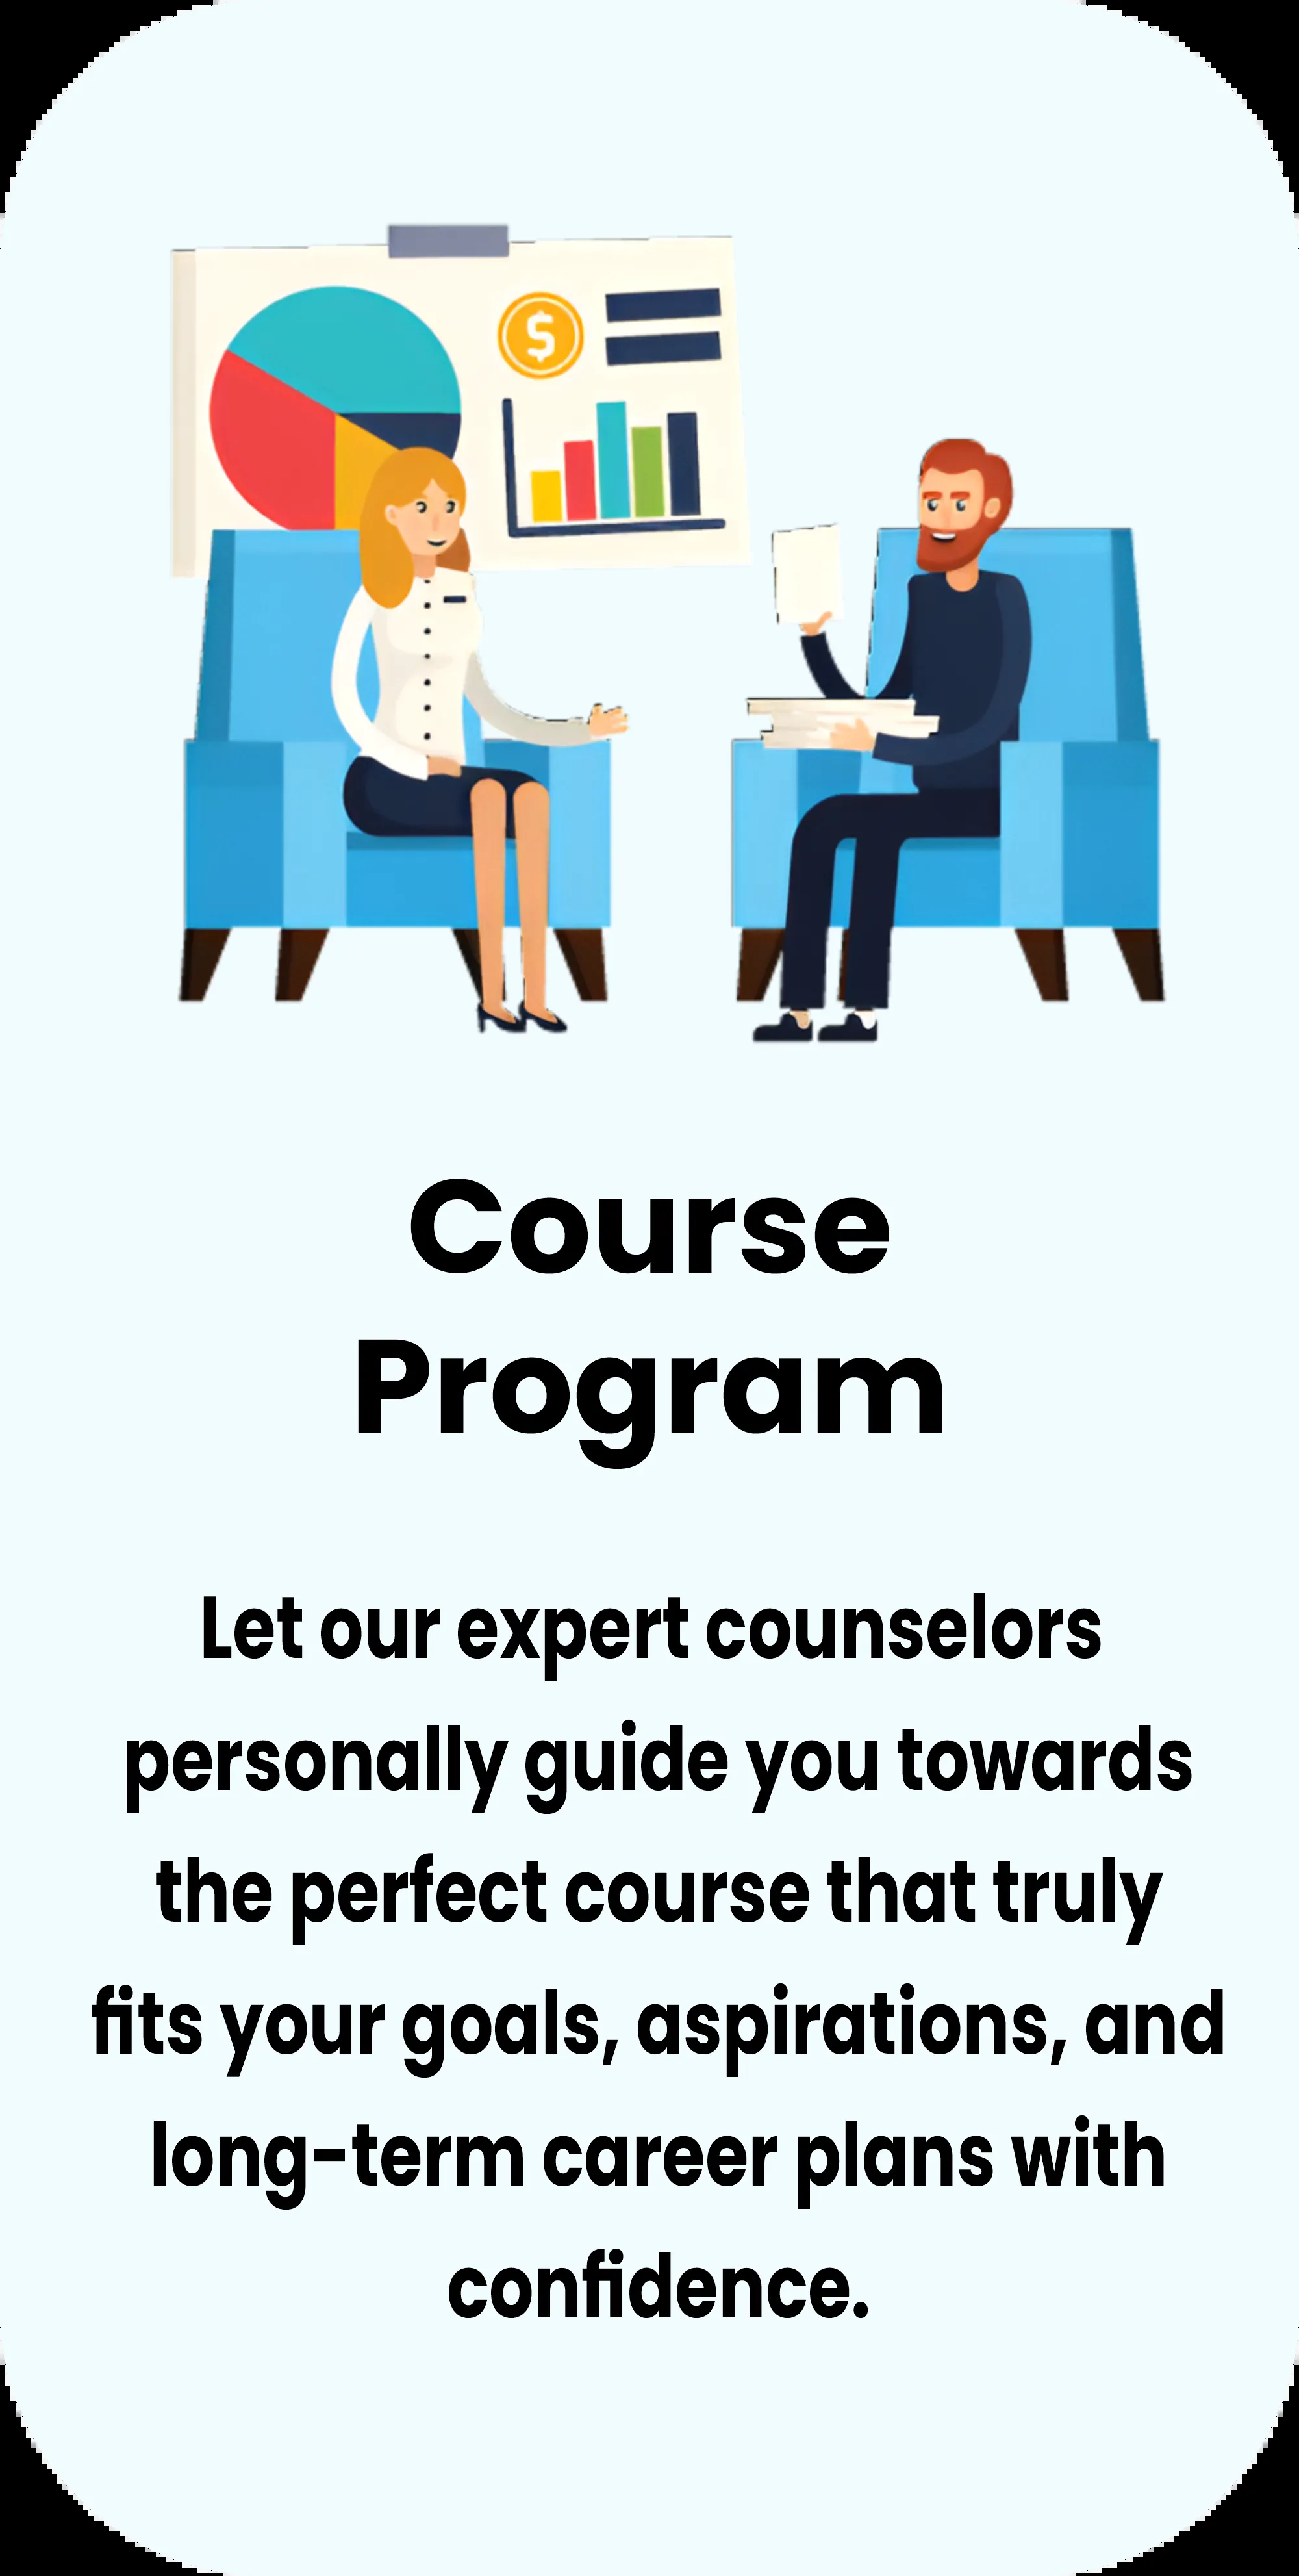 $
Course
Program
Let our expert counselors
personally guide you towards
the perfect course that truly
fits your goals, aspirations, and
long-term career plans with
confidence.